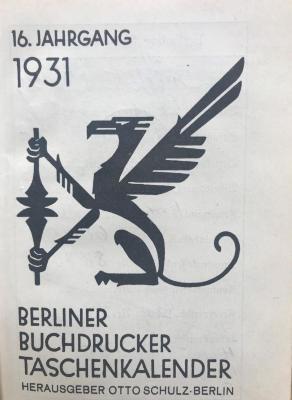 16. JAHRGANG
1931
BERLINER
BUCHDRUCKER
TASCHENKALENDER
HERAUSGEBER OTTO SCHULZ-BERLIN